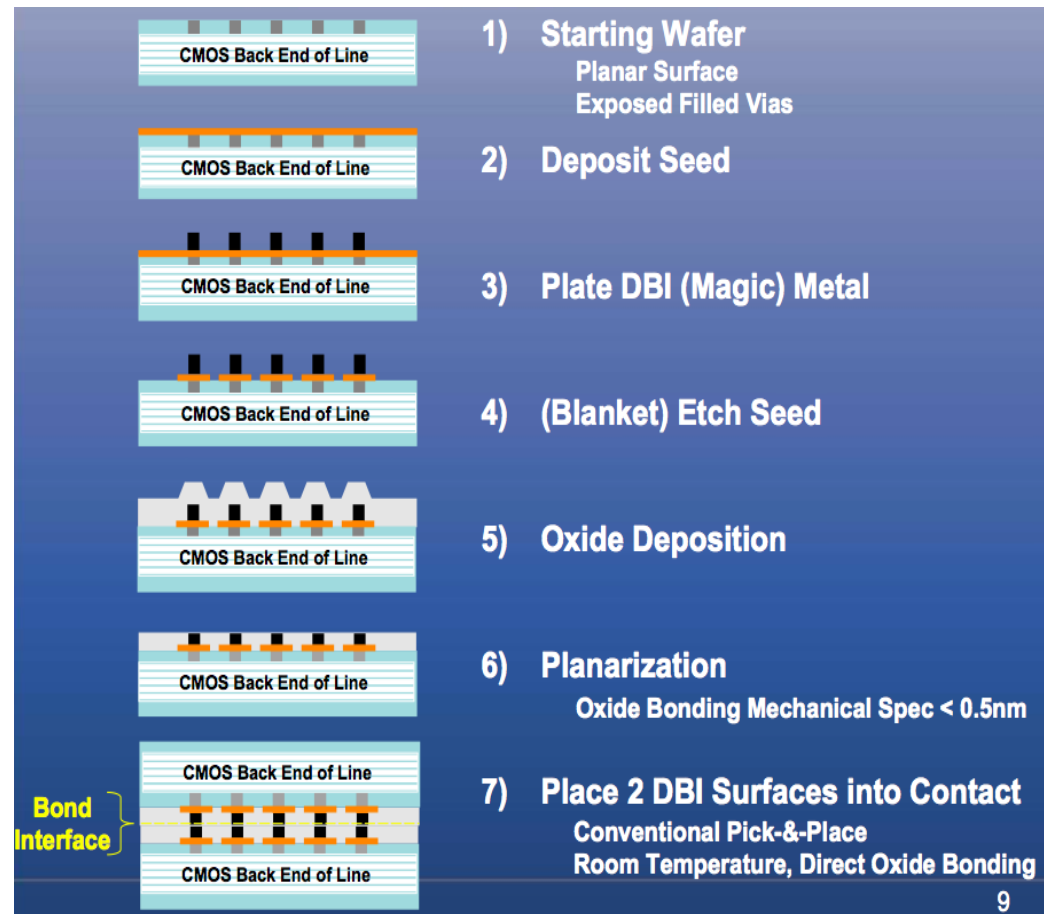 CMOS Back End of Line
1) Starting Wafer
Planar Surface
Exposed Filled Vias
CMOS Back End of Line
2) Deposit Seed
CMOS Back End of Line
3) Plate DBI (Magic) Metal
CMOS Back End of Line
4) (Blanket) Etch Seed
CMOS Back End of Line
5) Oxide Deposition
CMOS Back End of Line
6) Planarization
Oxide Bonding Mechanical Spec < 0.5nm
CMOS Back End of Line
Bond
Interface
CMOS Back End of Line
7) Place 2 DBI Surfaces into Contact
Conventional Pick-&-Place
Room Temperature, Direct Oxide Bonding
9